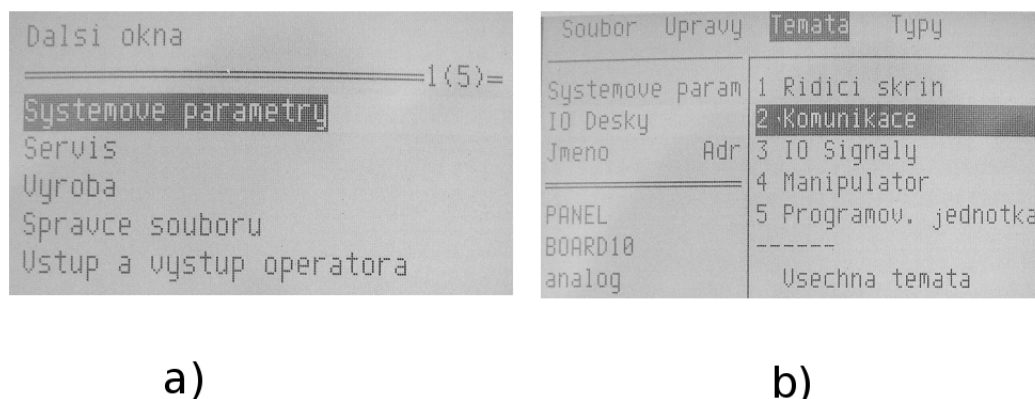 Dalsi okna
1(5)=
Systemove parametry
Servis
Vyroba
Spravce souboru
Vstup a vystup operatora
a)
Soubor Upravy Temata Typy
Systemove param
IO Desky
Jmeno Adr
PANEL
BOARD10
analog
1 Ridici skrin
2 Komunikace
3 IO Signaly
4 Manipulator
5 Programov. jednotka
------
Vsechna temata
b)